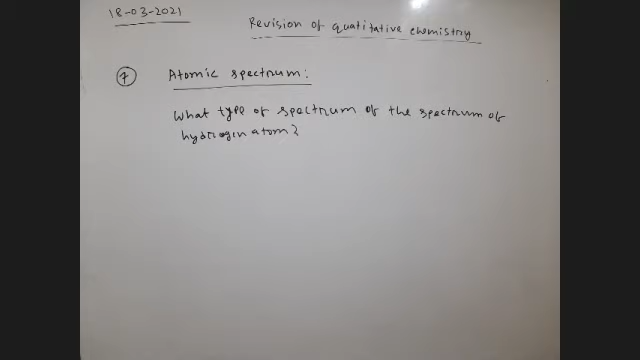 18-03-2021
Revision of quatitative chemistry
7 Atomic spectrum:
What type of spectrum of the spectrum of
hydrogin atom?